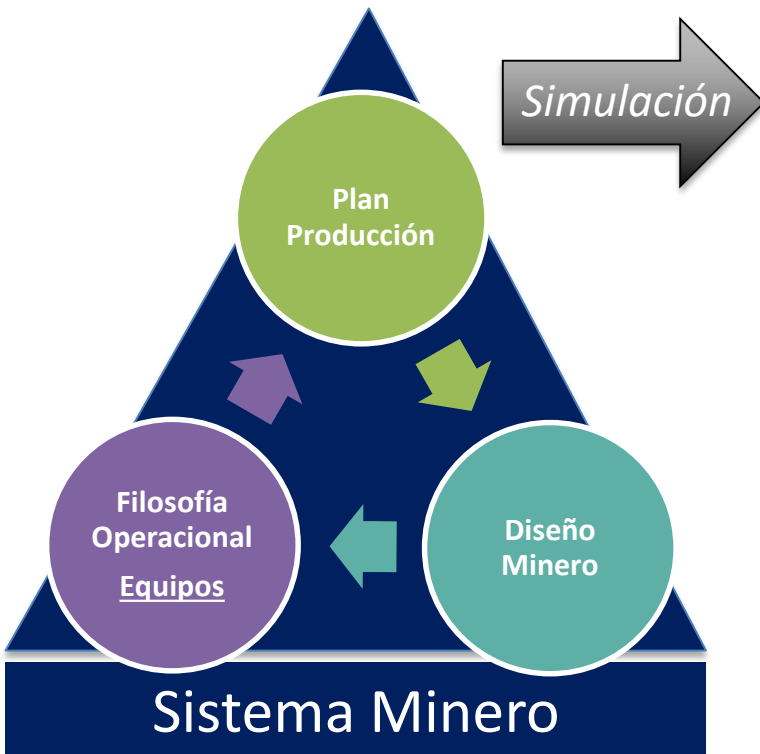 Simulación
Plan
Producción
Filosofía
Operacional
Equipos
Diseño
Minero
Sistema Minero